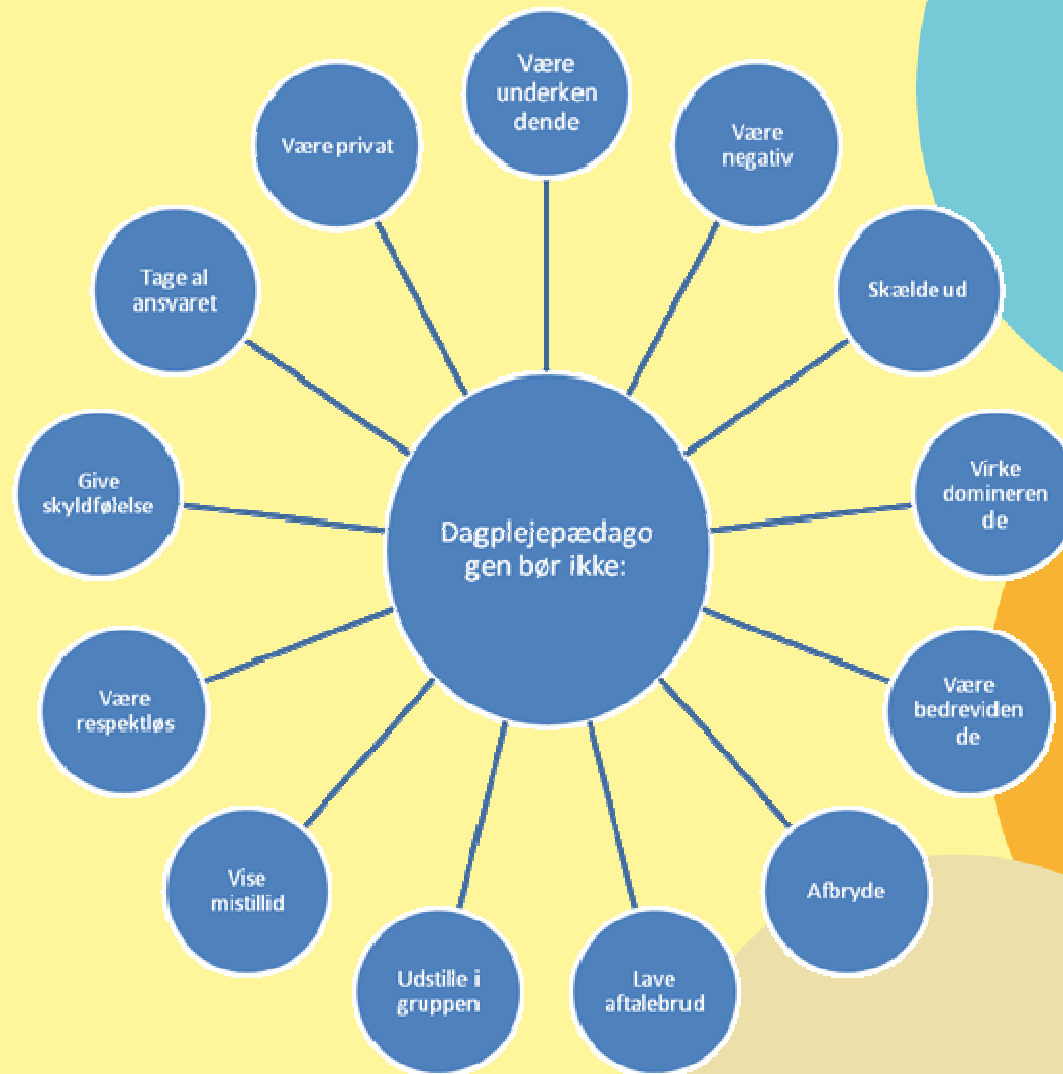 Dagplejepædago
gen bør ikke:
Være
underken
dende
Være
negativ
Skælde ud
Virke
domineren
de
Være
bedreviden
de
Afbryde
Lave
aftalebrud
Udstille i
gruppen
Vise
mistillid
Være
respektløs
Give
skyldfølelse
Tage al
ansvaret
Være privat